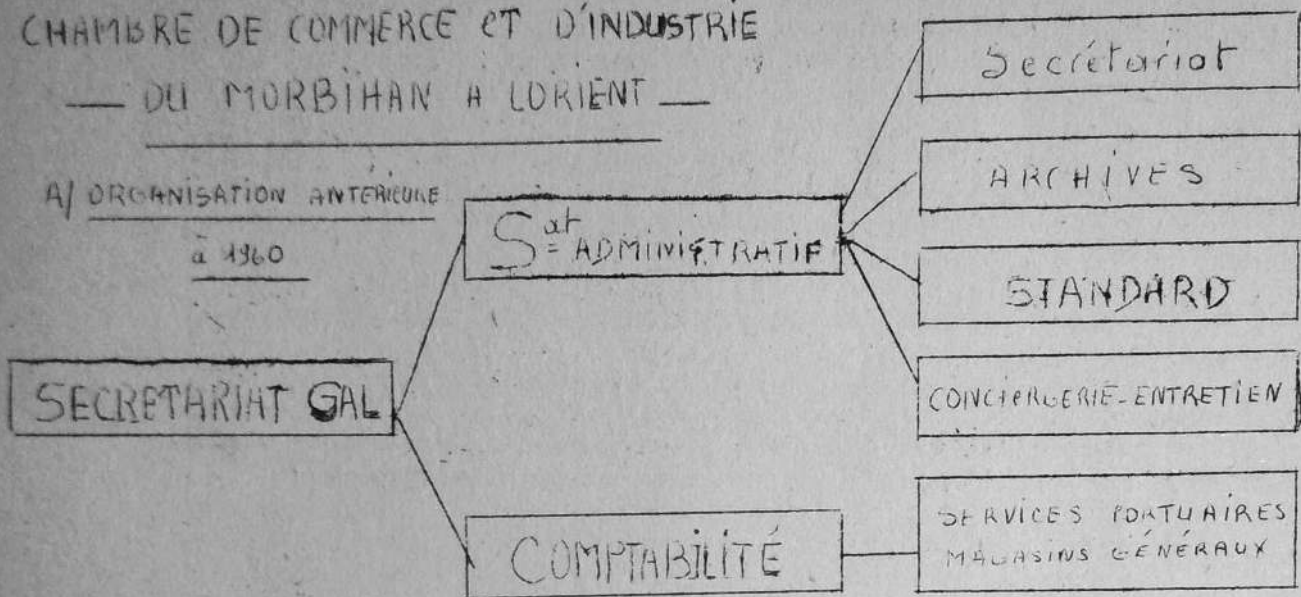 CHAMBRE DE COMMERCE ET D'INDUSTRIE
— DU MORBIHAN A LORIENT —
A/ ORGANISATION ANTERIEURE
à 1960
SECRETARIAT GAL
Sat ADMINISTRATIF
COMPTABILITÉ
Secrétariat
ARCHIVES
STANDARD
CONCIERGERIE-ENTRETIEN
SERVICES PORTUAIRES
MAGASINS GÉNÉRAUX